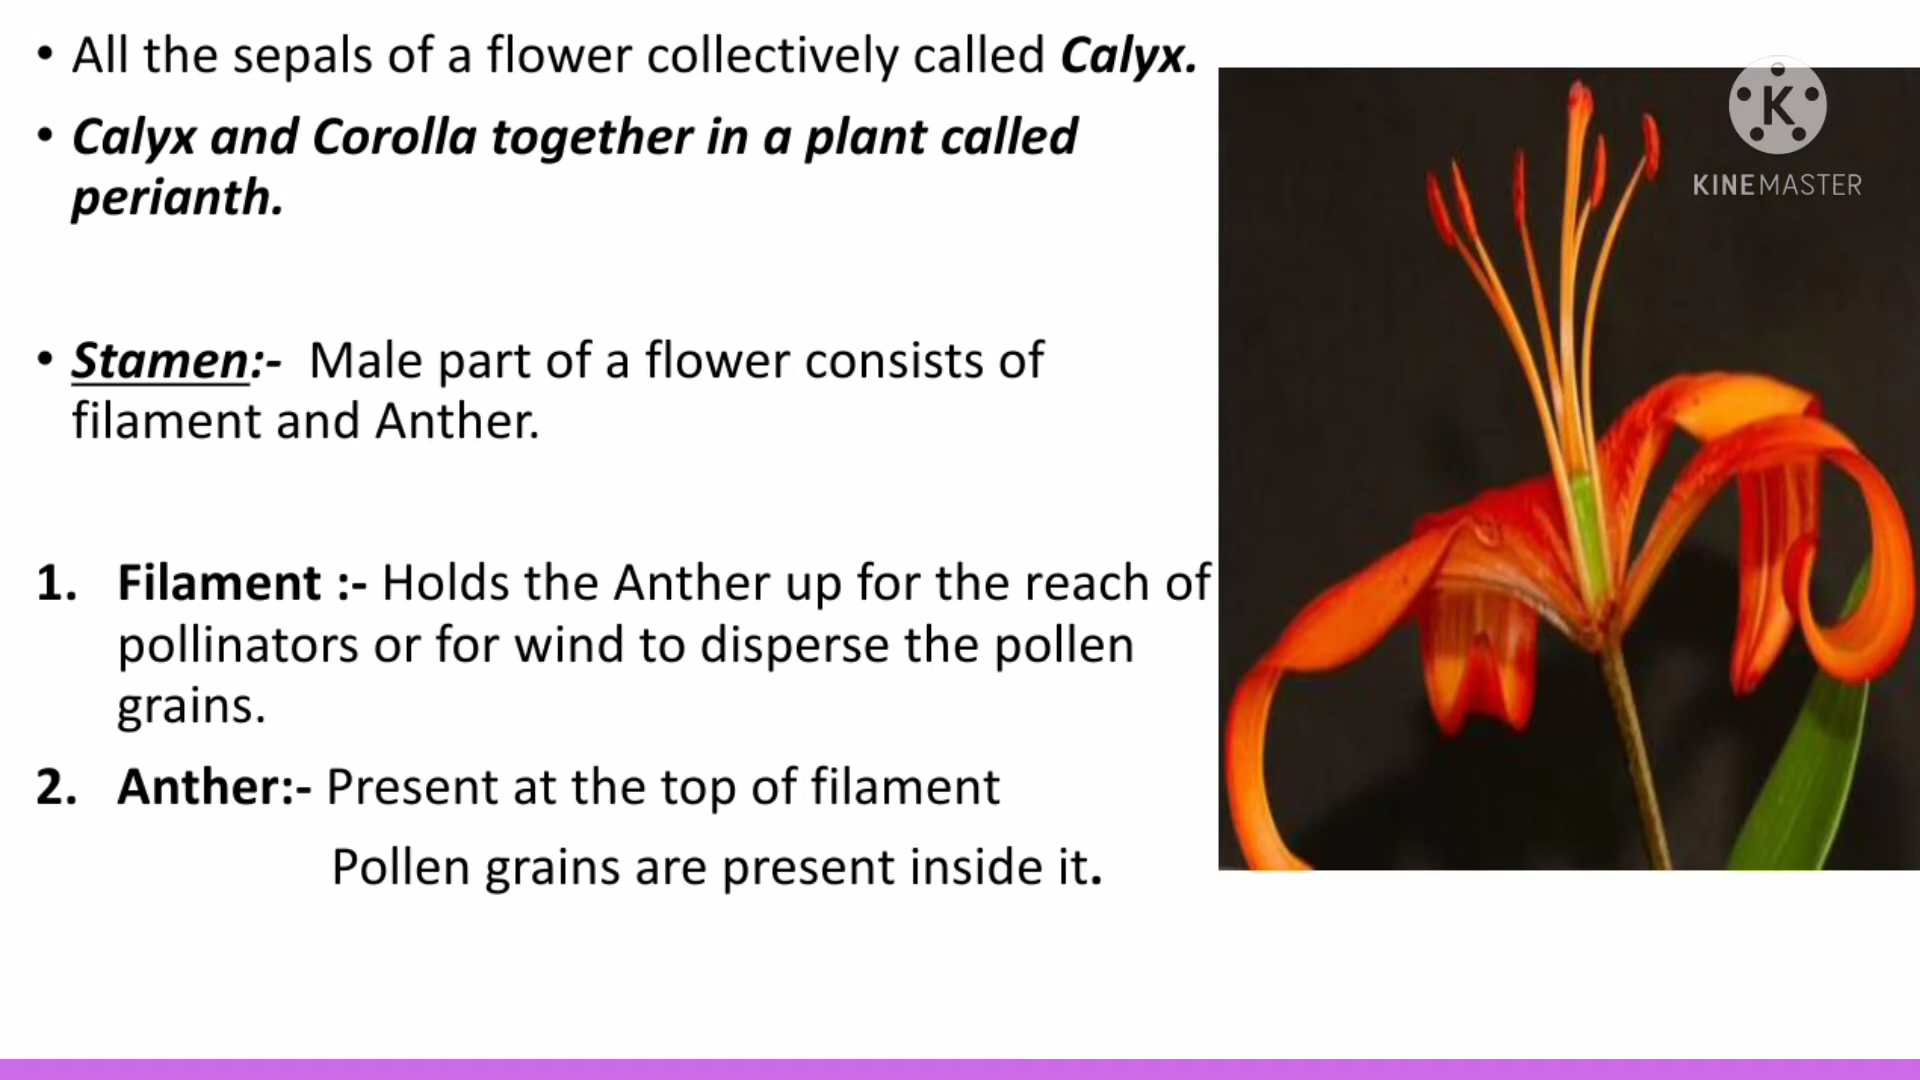 • All the sepals of a flower collectively called Calyx.
• Calyx and Corolla together in a plant called
perianth.
• Stamen:- Male part of a flower consists of
filament and Anther.
1. Filament :- Holds the Anther up for the reach of
pollinators or for wind to disperse the pollen
grains.
2. Anther:- Present at the top of filament
Pollen grains are present inside it.
K
KINEMASTER